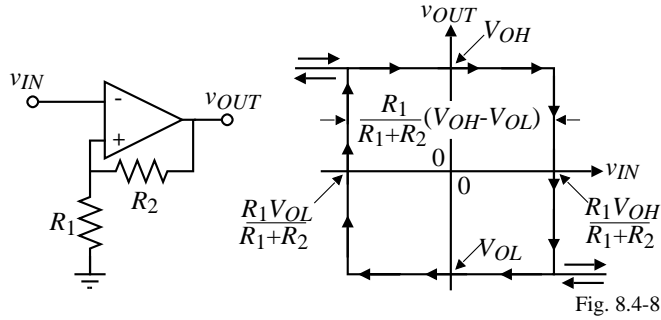 vIN
-
+
vOUT
R1
R2
vOUT
VOH
R1
R1+R2
(VOH-VOL)
0
0
vIN
R1VOL
R1+R2
R1VOH
R1+R2
VOL
Fig. 8.4-8